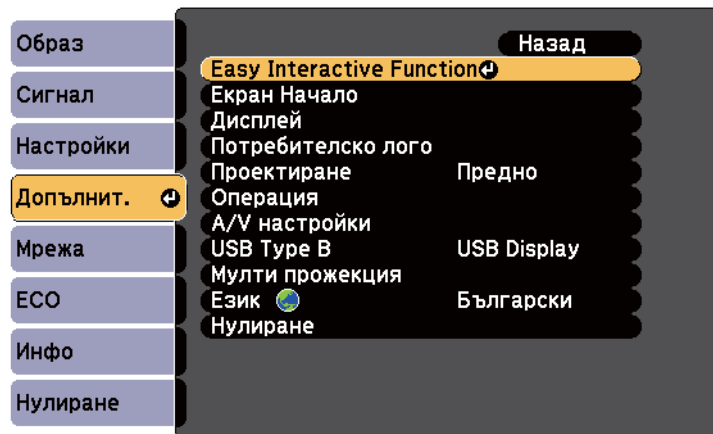 Образ
Сигнал
Настройки
Допълнит.
Мрежа
ECO
Инфо
Нулиране
Назад
Easy Interactive Function
Екран Начало
Дисплей
Потребителско лого
Проектиране Предно
Операция
A/V настройки
USB Type B USB Display
Мулти прожекция
Език Български
Нулиране